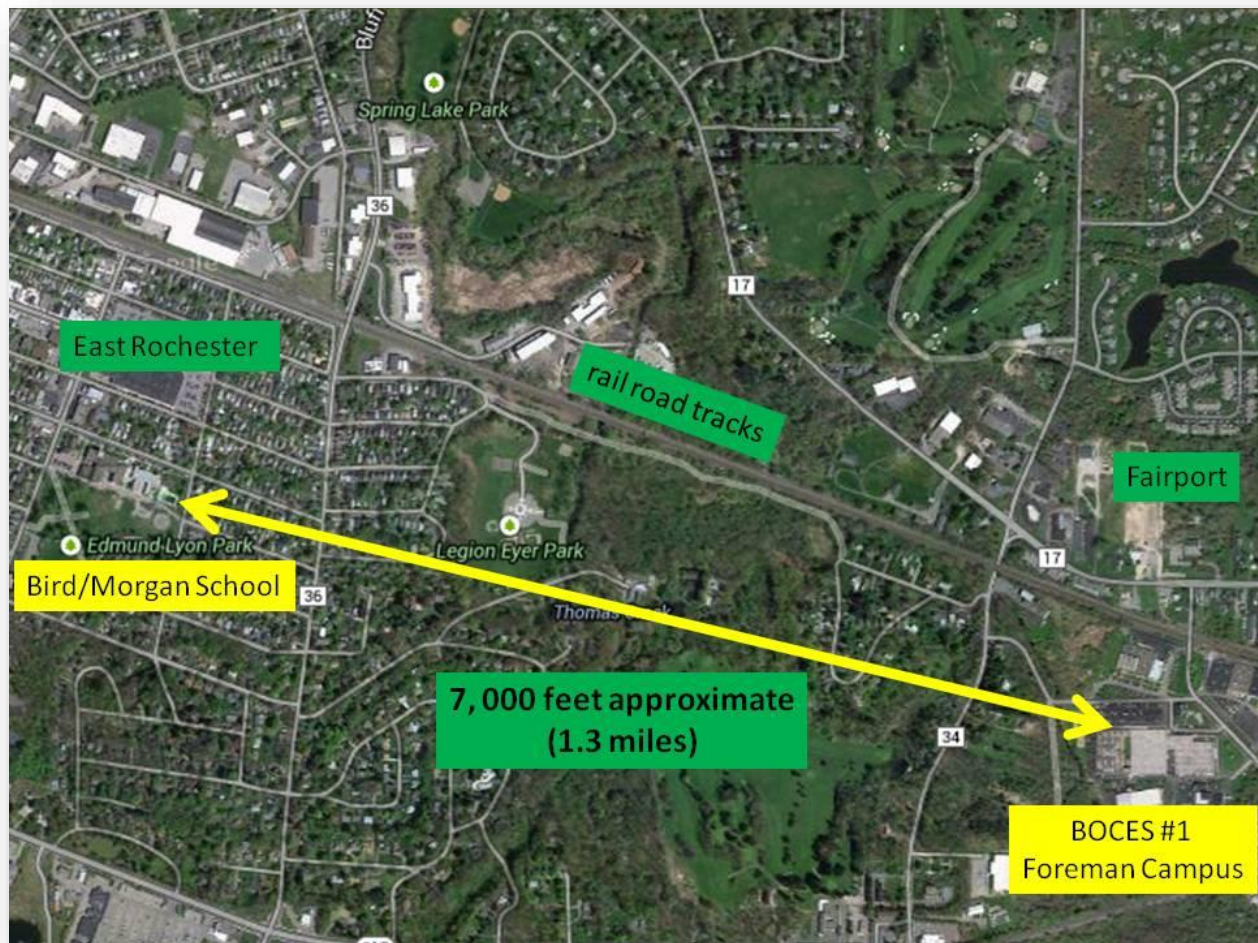 Bluff
Spring Lake Park
36
17
East Rochester
rail road tracks
Fairport
Edmund Lyon Park
Legion Eyer Park
17
Bird/Morgan School
36
7, 000 feet approximate
(1.3 miles)
34
BOCES #1
Foreman Campus